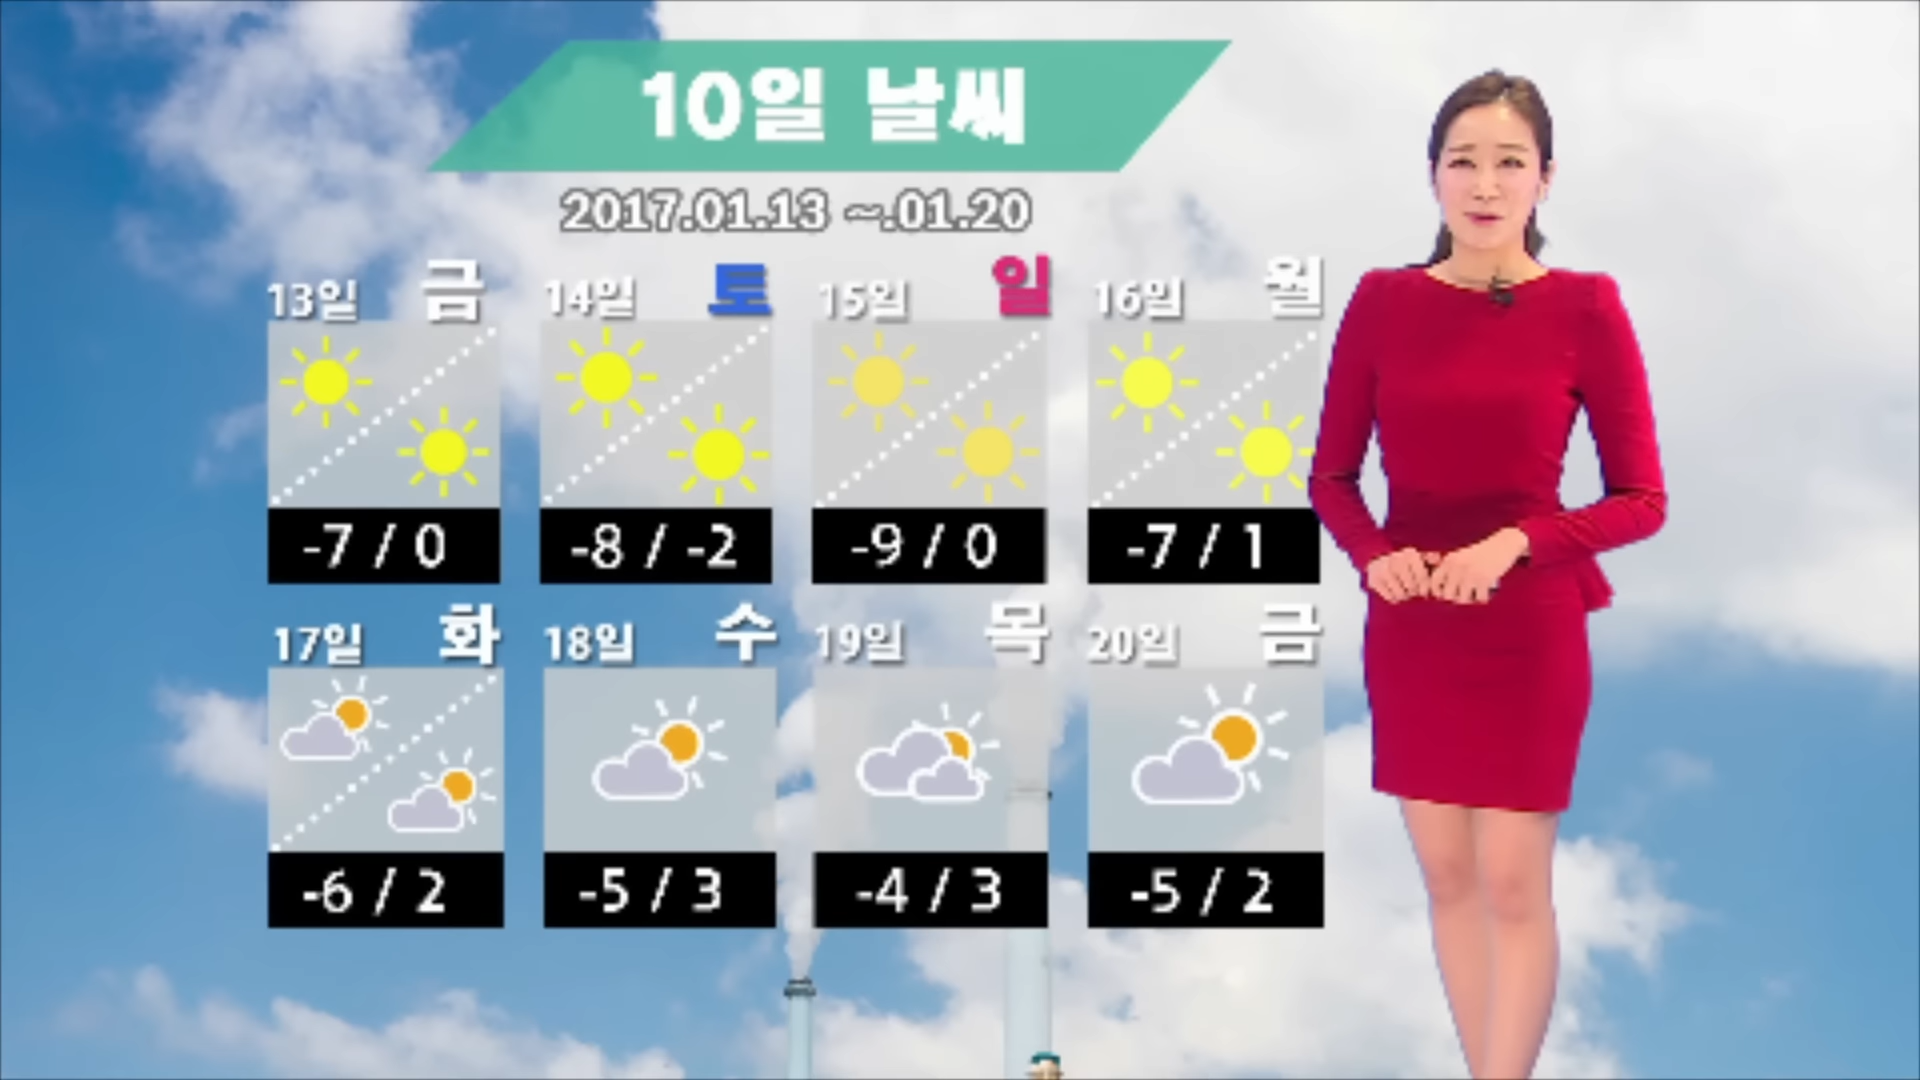 10일 날씨
2017.01.13 ~.01.20
13일 금 14일 토 15일 일 16일 월
-7 / 0 -8 / -2 -9 / 0 -7 / 1
17일 화 18일 수 19일 목 20일 금
-6 / 2 -5 / 3 -4 / 3 -5 / 2